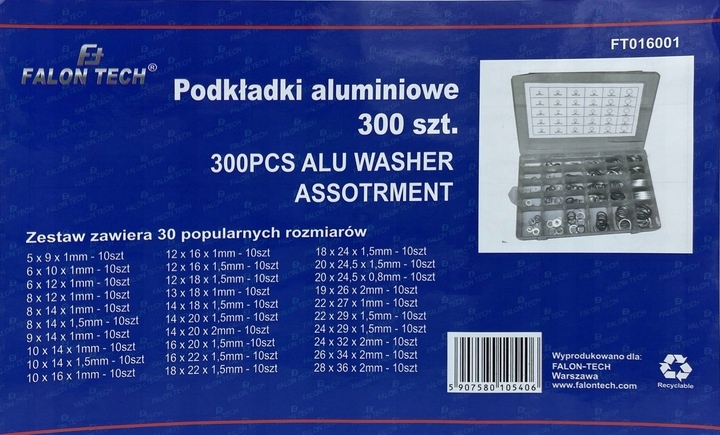 FT016001
FALON TECH®
Podkładki aluminiowe
300 szt.
300PCS ALU WASHER
ASSOTRMENT
Zestaw zawiera 30 popularnych rozmiarów
5 x 9 x 1mm - 10szt
6 x 10 x 1mm - 10szt
6 x 12 x 1mm - 10szt
8 x 12 x 1mm - 10szt
8 x 14 x 1mm - 10szt
8 x 14 x 1,5mm - 10szt
9 x 14 x 1mm - 10szt
10 x 14 x 1mm - 10szt
10 x 14 x 1,5mm - 10szt
10 x 16 x 1mm - 10szt
12 x 16 x 1mm - 10szt
12 x 16 x 1,5mm - 10szt
12 x 18 x 1,5mm - 10szt
13 x 18 x 1mm - 10szt
14 x 18 x 1,5mm - 10szt
14 x 20 x 1,5mm - 10szt
14 x 20 x 2mm - 10szt
16 x 20 x 1,5mm - 10szt
16 x 22 x 1,5mm - 10szt
18 x 22 x 1,5mm - 10szt
18 x 24 x 1,5mm - 10szt
20 x 24,5 x 1,5mm - 10szt
20 x 24,5 x 0,8mm - 10szt
19 x 26 x 2mm - 10szt
22 x 27 x 1mm - 10szt
22 x 29 x 1,5mm - 10szt
24 x 29 x 1,5mm - 10szt
24 x 32 x 2mm - 10szt
26 x 34 x 2mm - 10szt
28 x 36 x 2mm - 10szt
5 907580 105406
Wyprodukowano dla:
FALON-TECH
Warszawa
www.falontech.com
Recyclable